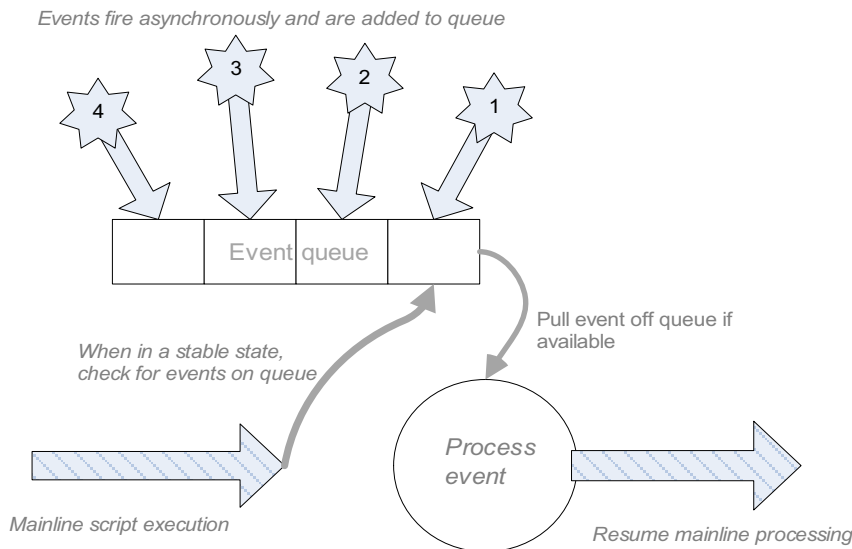 Events fire asynchronously and are added to queue
4
3
2
1
Event queue
When in a stable state,
check for events on queue
Pull event off queue if
available
Process
event
Mainline script execution
Resume mainline processing